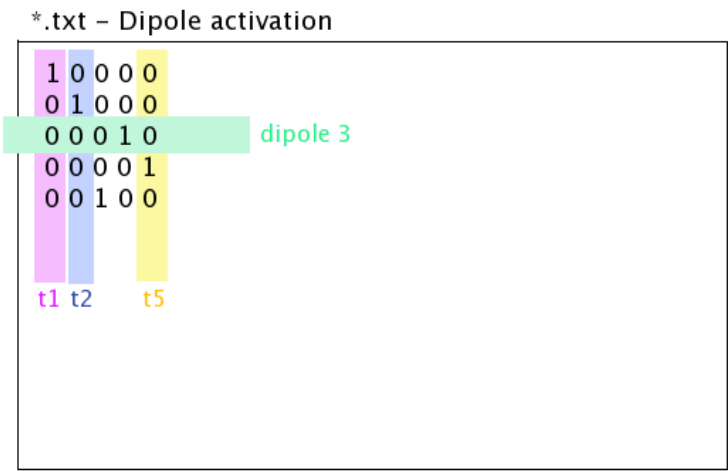 *.txt – Dipole activation
1 0 0 0 0
0 1 0 0 0
0 0 0 1 0 dipole 3
0 0 0 0 1
0 0 1 0 0
t1 t2 t5